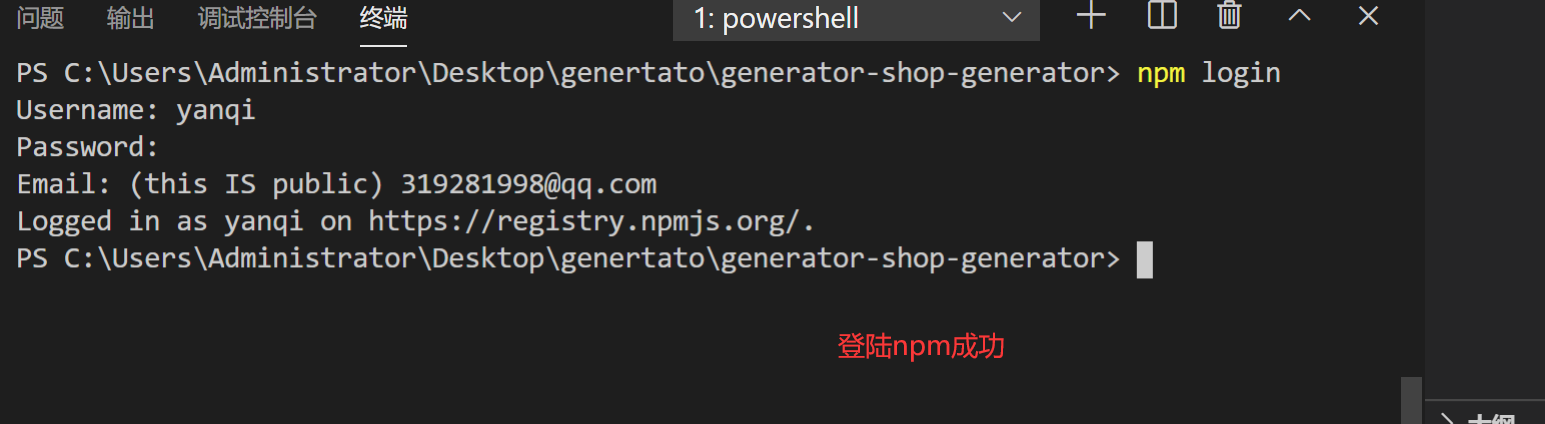 问题 输出 调试控制台 终端 1: powershell
PS C:\Users\Administrator\Desktop\genertato\generator-shop-generator> npm login
Username: yanqi
Password:
Email: (this IS public) 319281998@qq.com
Logged in as yanqi on https://registry.npmjs.org/.
PS C:\Users\Administrator\Desktop\genertato\generator-shop-generator>
登陆npm成功
大纲